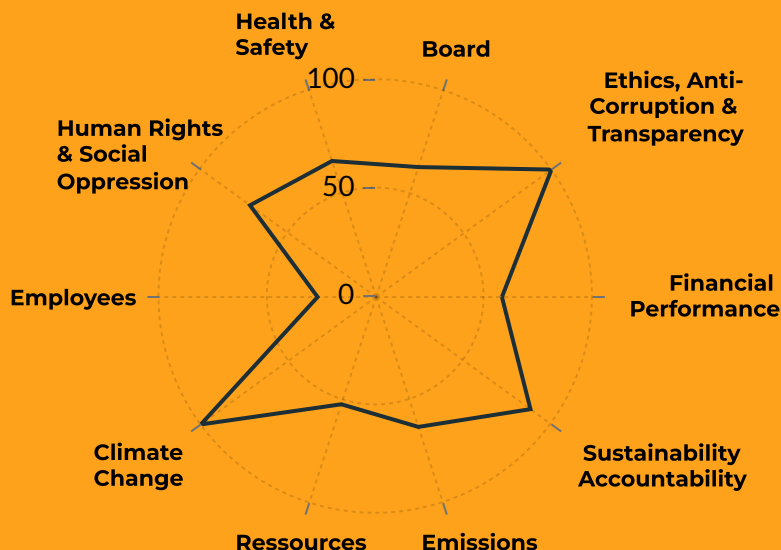 Health &
Safety
Board
100
Ethics, Anti-
Corruption &
Transparency
Human Rights
& Social
Oppression
50
Employees
0
Financial
Performance
Climate
Change
Sustainability
Accountability
Ressources
Emissions